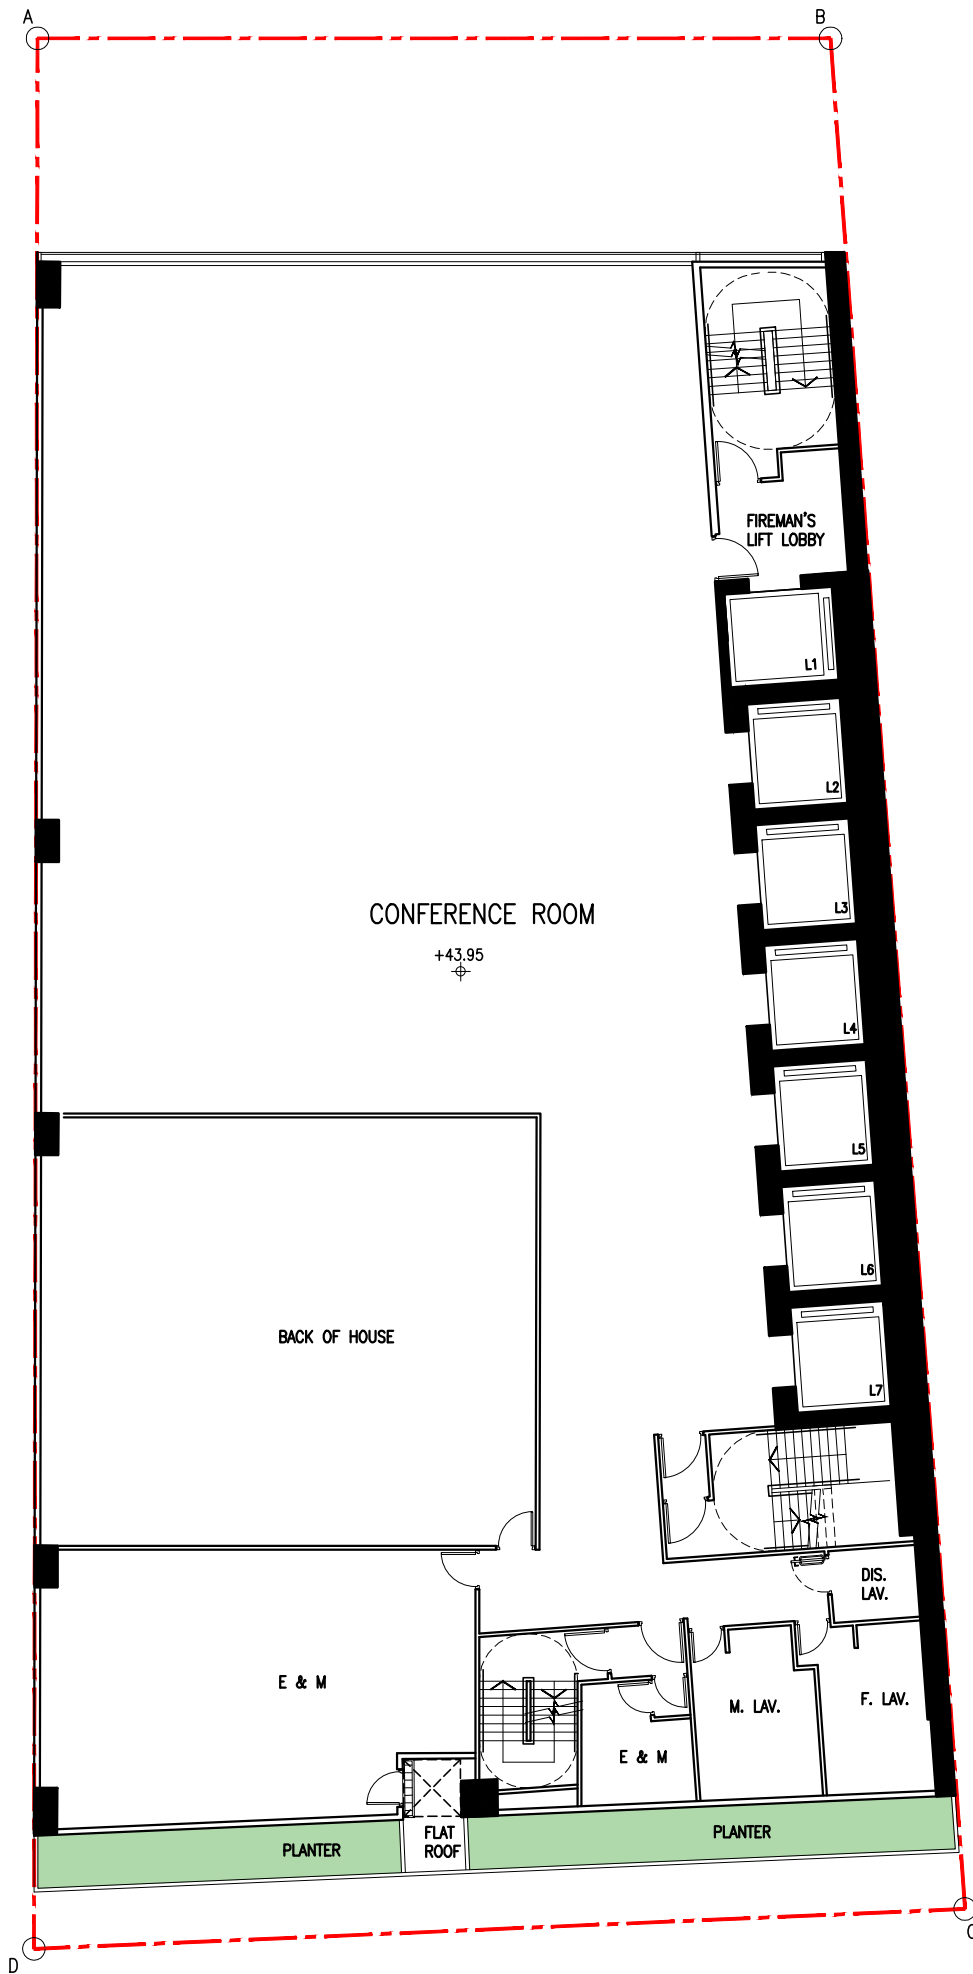 A
B
FIREMAN'S
LIFT LOBBY
L1
L2
L3
CONFERENCE ROOM
+43.95
L4
L5
L6
BACK OF HOUSE
L7
DIS.
LAV.
E & M
M. LAV.
F. LAV.
E & M
PLANTER
FLAT
ROOF
PLANTER
C
D